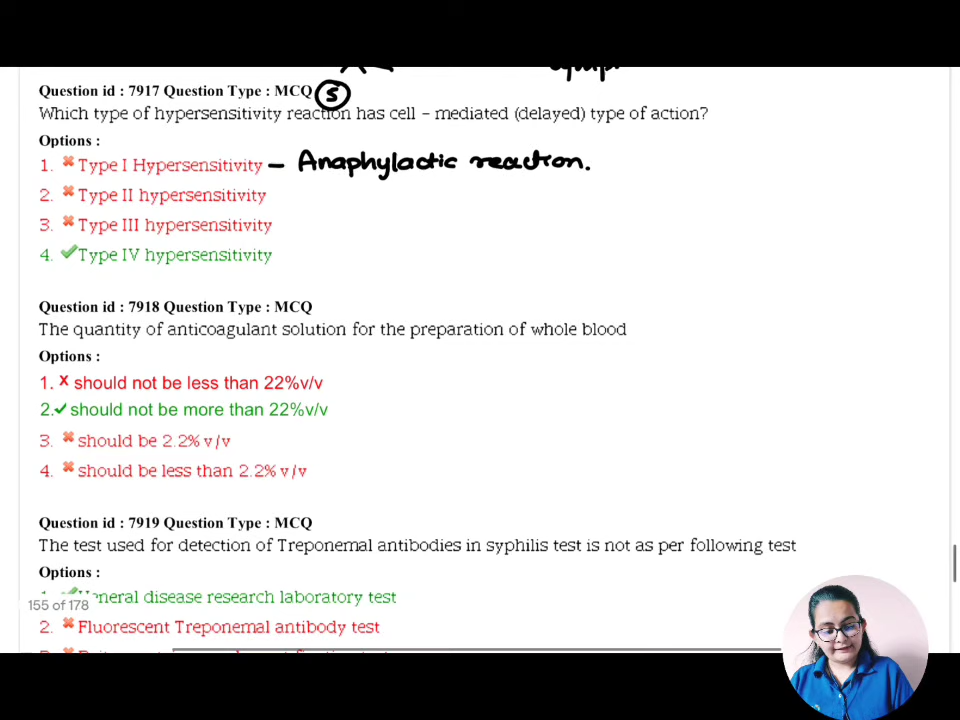 Question id : 7917 Question Type : MCQ 5
Which type of hypersensitivity reaction has cell – mediated (delayed) type of action?
Options :
1. Type I Hypersensitivity – Anaphylactic reaction.
2. Type II hypersensitivity
3. Type III hypersensitivity
4. Type IV hypersensitivity
Question id : 7918 Question Type : MCQ
The quantity of anticoagulant solution for the preparation of whole blood
Options :
1. x should not be less than 22%v/v
2. should not be more than 22%v/v
3. should be 2.2% v/v
4. should be less than 2.2% v/v
Question id : 7919 Question Type : MCQ
The test used for detection of Treponemal antibodies in syphilis test is not as per following test
Options :
disease research laboratory test
155 of 178
2. Fluorescent Treponemal antibody test